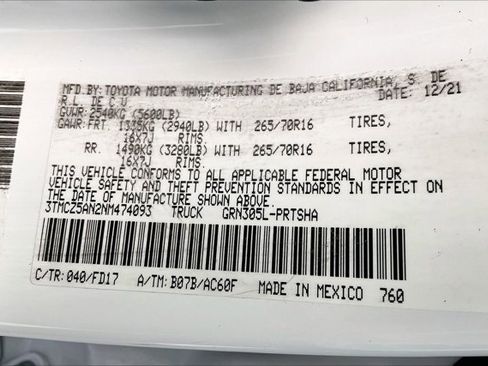 MFD. BY: TOYOTA MOTOR MANUFACTURING DE BAJA CALIFORNIA, S DE
R.L. DE C U DATE: 12/21
GVWR: 2540KG (5600LB)
GAWR: FRT. 1335KG (2940LB) WITH 265/70R16 TIRES,
16X7J RIMS
RR. 1490KG (3280LB) WITH 265/70R16 TIRES,
16X7J RIMS
THIS VEHICLE CONFORMS TO ALL APPLICABLE FEDERAL MOTOR
VEHICLE SAFETY AND THEFT PREVENTION STANDARDS IN EFFECT ON
THE DATE OF MANUFACTURE SHOWN ABOVE.
3TMCZ5AN2NM474093 TRUCK GRN305L-PRTSHA
C/TR: 040/FD17 A/TM: B07B/AC60F MADE IN MEXICO 760